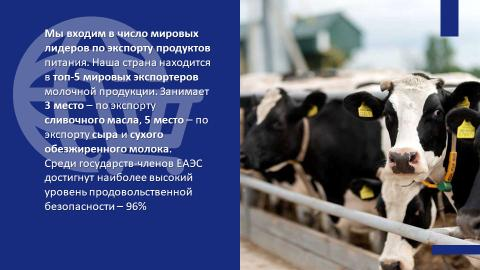 Мы входим в число мировых
лидеров по экспорту продуктов
питания. Наша страна находится
в топ-5 мировых экспортеров
молочной продукции. Занимает
3 место – по экспорту
сливочного масла, 5 место – по
экспорту сыра и сухого
обезжиренного молока.
Среди государств-членов ЕАЭС
достигнут наиболее высокий
уровень продовольственной
безопасности – 96%